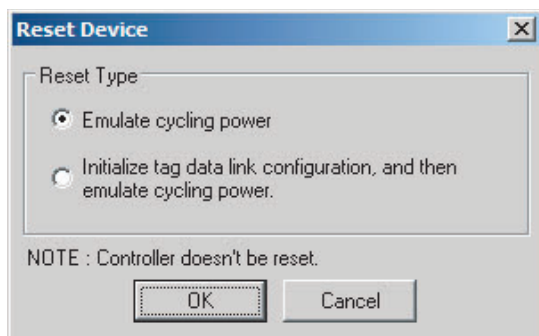 Reset Device
Reset Type
Emulate cycling power
Initialize tag data link configuration, and then
emulate cycling power.
NOTE : Controller doesn't be reset.
OK
Cancel